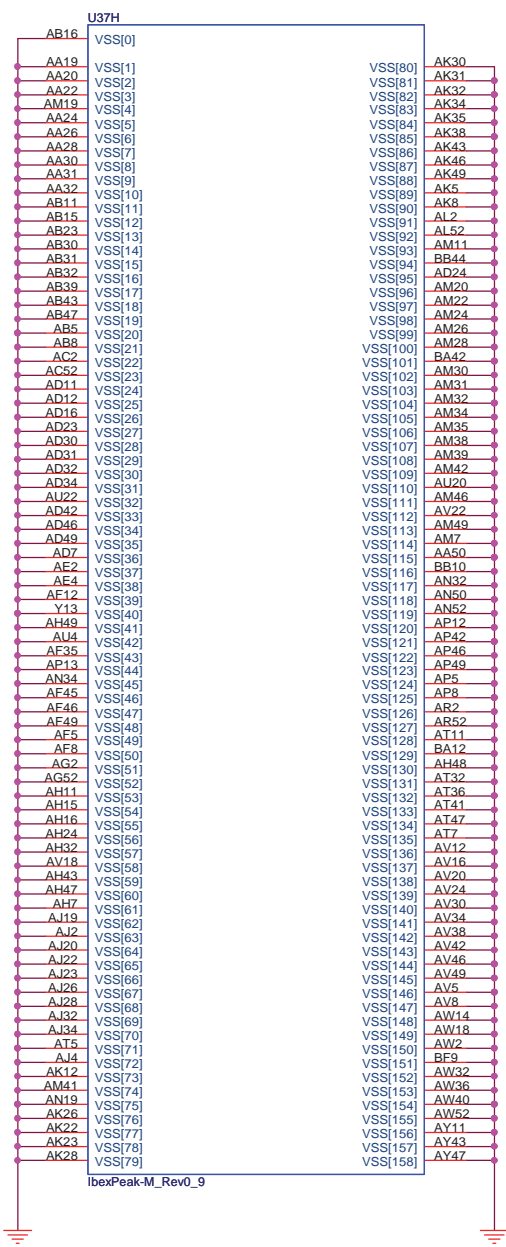 U37H
AB16 VSS[0]
AA19 VSS[1] VSS[80] AK30
AA20 VSS[2] VSS[81] AK31
AA22 VSS[3] VSS[82] AK32
AM19 VSS[4] VSS[83] AK34
AA24 VSS[5] VSS[84] AK35
AA26 VSS[6] VSS[85] AK38
AA28 VSS[7] VSS[86] AK43
AA30 VSS[8] VSS[87] AK46
AA31 VSS[9] VSS[88] AK49
AA32 VSS[10] VSS[89] AK5
AB11 VSS[11] VSS[90] AK8
AB15 VSS[12] VSS[91] AL2
AB23 VSS[13] VSS[92] AL52
AB30 VSS[14] VSS[93] AM11
AB31 VSS[15] VSS[94] BB44
AB32 VSS[16] VSS[95] AD24
AB39 VSS[17] VSS[96] AM20
AB43 VSS[18] VSS[97] AM22
AB47 VSS[19] VSS[98] AM24
AB5 VSS[20] VSS[99] AM26
AB8 VSS[21] VSS[100] AM28
AC2 VSS[22] VSS[101] BA42
AC52 VSS[23] VSS[102] AM30
AD11 VSS[24] VSS[103] AM31
AD12 VSS[25] VSS[104] AM32
AD16 VSS[26] VSS[105] AM34
AD23 VSS[27] VSS[106] AM35
AD30 VSS[28] VSS[107] AM38
AD31 VSS[29] VSS[108] AM39
AD32 VSS[30] VSS[109] AM42
AD34 VSS[31] VSS[110] AU20
AU22 VSS[32] VSS[111] AM46
AD42 VSS[33] VSS[112] AV22
AD46 VSS[34] VSS[113] AM49
AD49 VSS[35] VSS[114] AM7
AD7 VSS[36] VSS[115] AA50
AE2 VSS[37] VSS[116] BB10
AE4 VSS[38] VSS[117] AN32
AF12 VSS[39] VSS[118] AN50
Y13 VSS[40] VSS[119] AN52
AH49 VSS[41] VSS[120] AP12
AU4 VSS[42] VSS[121] AP42
AF35 VSS[43] VSS[122] AP46
AP13 VSS[44] VSS[123] AP49
AN34 VSS[45] VSS[124] AP5
AF45 VSS[46] VSS[125] AP8
AF46 VSS[47] VSS[126] AR2
AF49 VSS[48] VSS[127] AR52
AF5 VSS[49] VSS[128] AT11
AF8 VSS[50] VSS[129] BA12
AG2 VSS[51] VSS[130] AH48
AG52 VSS[52] VSS[131] AT32
AH11 VSS[53] VSS[132] AT36
AH15 VSS[54] VSS[133] AT41
AH16 VSS[55] VSS[134] AT47
AH24 VSS[56] VSS[135] AT7
AH32 VSS[57] VSS[136] AV12
AV18 VSS[58] VSS[137] AV16
AH43 VSS[59] VSS[138] AV20
AH47 VSS[60] VSS[139] AV24
AH7 VSS[61] VSS[140] AV30
AJ19 VSS[62] VSS[141] AV34
AJ2 VSS[63] VSS[142] AV38
AJ20 VSS[64] VSS[143] AV42
AJ22 VSS[65] VSS[144] AV46
AJ23 VSS[66] VSS[145] AV49
AJ26 VSS[67] VSS[146] AV5
AJ28 VSS[68] VSS[147] AV8
AJ32 VSS[69] VSS[148] AW14
AJ34 VSS[70] VSS[149] AW18
AT5 VSS[71] VSS[150] AW2
AJ4 VSS[72] VSS[151] BF9
AK12 VSS[73] VSS[152] AW32
AM41 VSS[74] VSS[153] AW36
AN19 VSS[75] VSS[154] AW40
AK26 VSS[76] VSS[155] AW52
AK22 VSS[77] VSS[156] AY11
AK23 VSS[78] VSS[157] AY43
AK28 VSS[79] VSS[158] AY47
IbexPeak-M_Rev0_9